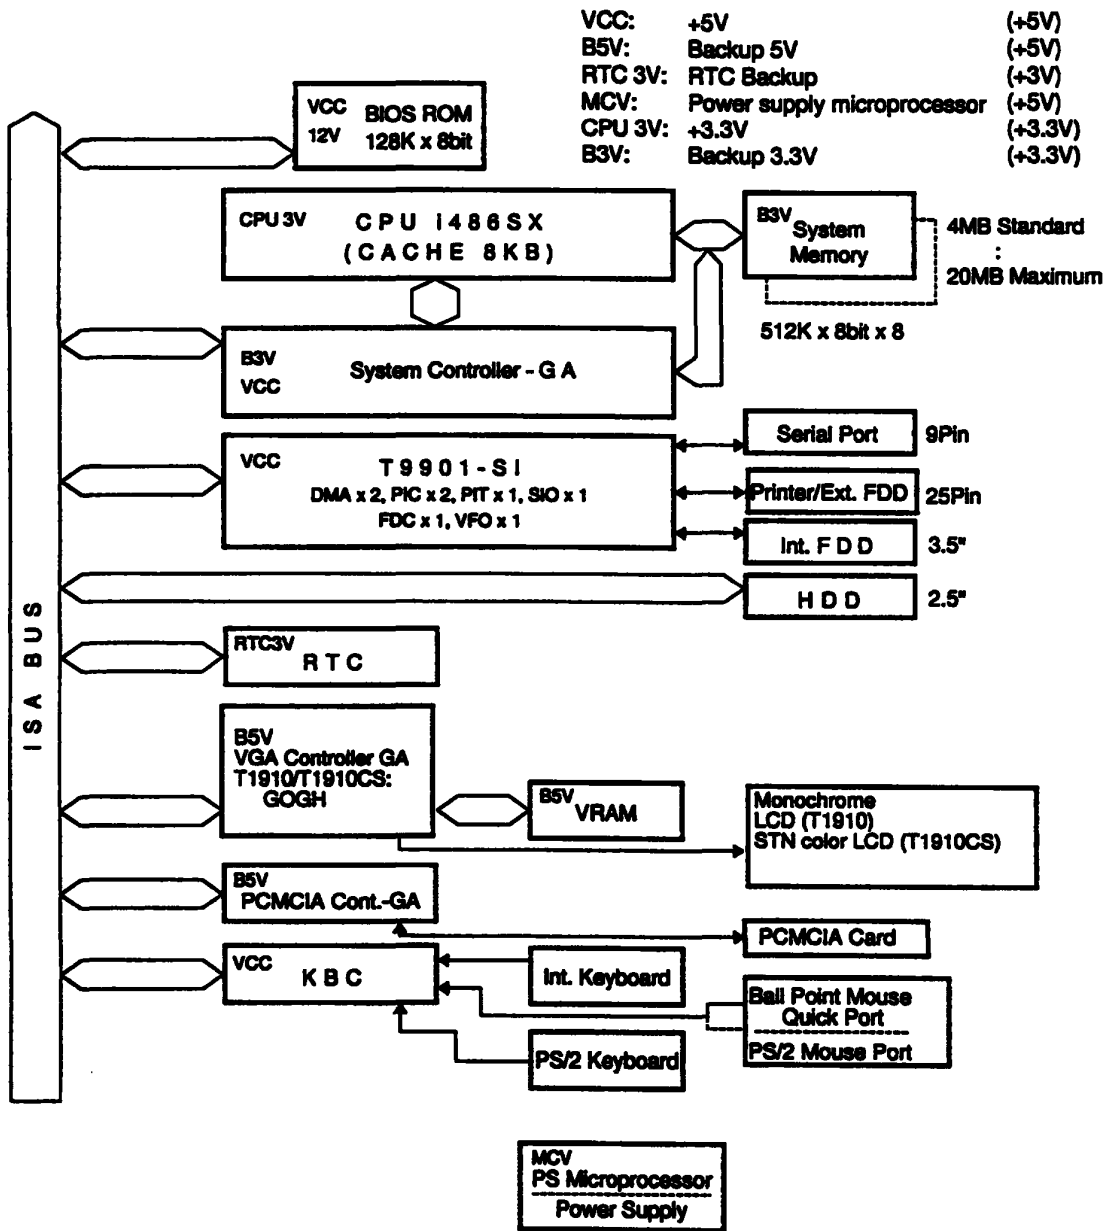 VCC: +5V (+5V)
B5V: Backup 5V (+5V)
RTC 3V: RTC Backup (+3V)
MCV: Power supply microprocessor (+5V)
CPU 3V: +3.3V (+3.3V)
B3V: Backup 3.3V (+3.3V)
VCC BIOS ROM
12V 128K x 8bit
CPU 3V CPU i486SX
(CACHE 8KB)
B3V
System
Memory
4MB Standard
:
20MB Maximum
512K x 8bit x 8
B3V
System Controller - G A
VCC
VCC
T9901-SI
DMA x 2, PIC x 2, PIT x 1, SIO x 1
FDC x 1, VFO x 1
Serial Port 9Pin
Printer/Ext. FDD 25Pin
Int. F D D 3.5"
H D D 2.5"
ISA BUS
RTC3V
R T C
B5V
VGA Controller GA
T1910/T1910CS:
GOGH
B5V
VRAM
Monochrome
LCD (T1910)
STN color LCD (T1910CS)
B5V
PCMCIA Cont.-GA
PCMCIA Card
VCC
K B C
Int. Keyboard
Ball Point Mouse
Quick Port
PS/2 Mouse Port
PS/2 Keyboard
MCV
PS Microprocessor
Power Supply